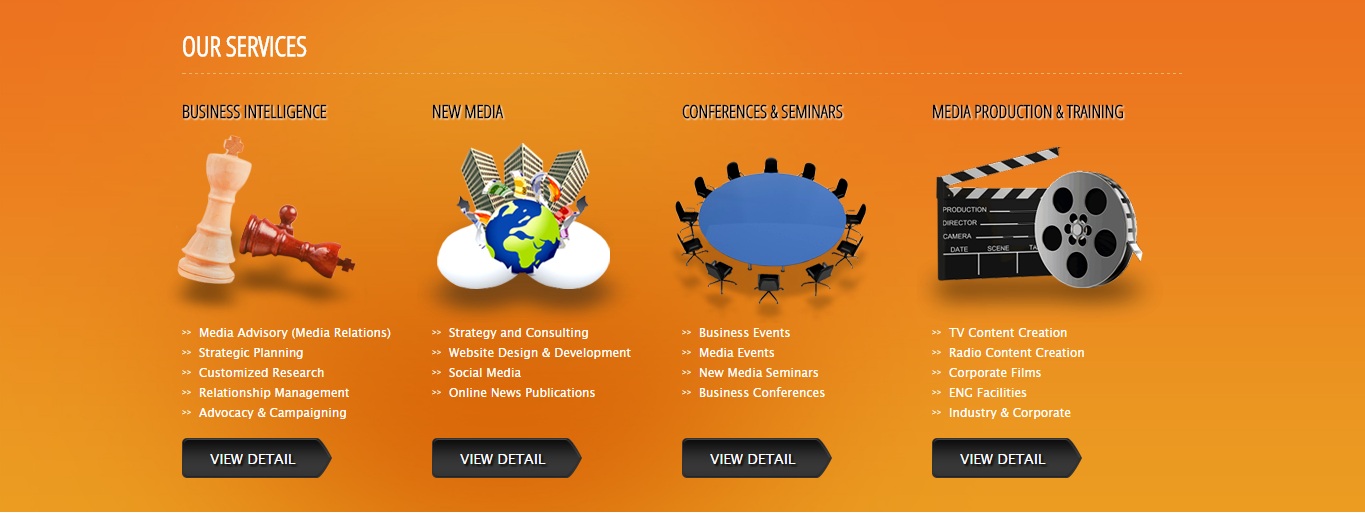 OUR SERVICES
BUSINESS INTELLIGENCE
>> Media Advisory (Media Relations)
>> Strategic Planning
>> Customized Research
>> Relationship Management
>> Advocacy & Campaigning
VIEW DETAIL
NEW MEDIA
>> Strategy and Consulting
>> Website Design & Development
>> Social Media
>> Online News Publications
VIEW DETAIL
CONFERENCES & SEMINARS
>> Business Events
>> Media Events
>> New Media Seminars
>> Business Conferences
VIEW DETAIL
MEDIA PRODUCTION & TRAINING
PRODUCTION
DIRECTOR
CAMERA
DATE SCENE TA
>> TV Content Creation
>> Radio Content Creation
>> Corporate Films
>> ENG Facilities
>> Industry & Corporate
VIEW DETAIL